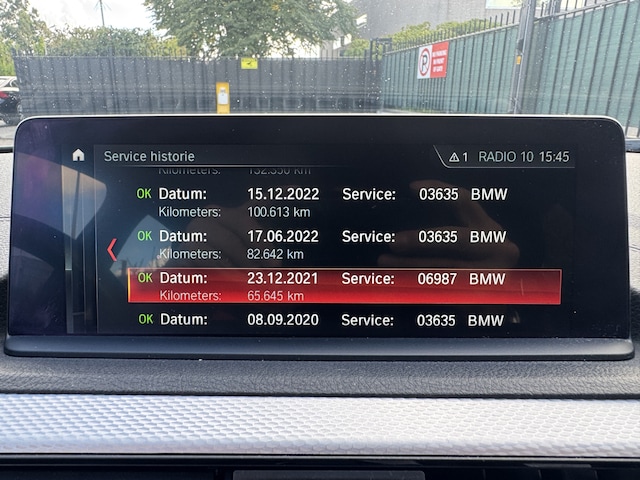 Service historie
1 RADIO 10 15:45
Kilometers:
OK Datum: 15.12.2022 Service: 03635 BMW
Kilometers: 100.613 km
OK Datum: 17.06.2022 Service: 03635 BMW
Kilometers: 82.642 km
OK Datum: 23.12.2021 Service: 06987 BMW
Kilometers: 65.645 km
OK Datum: 08.09.2020 Service: 03635 BMW